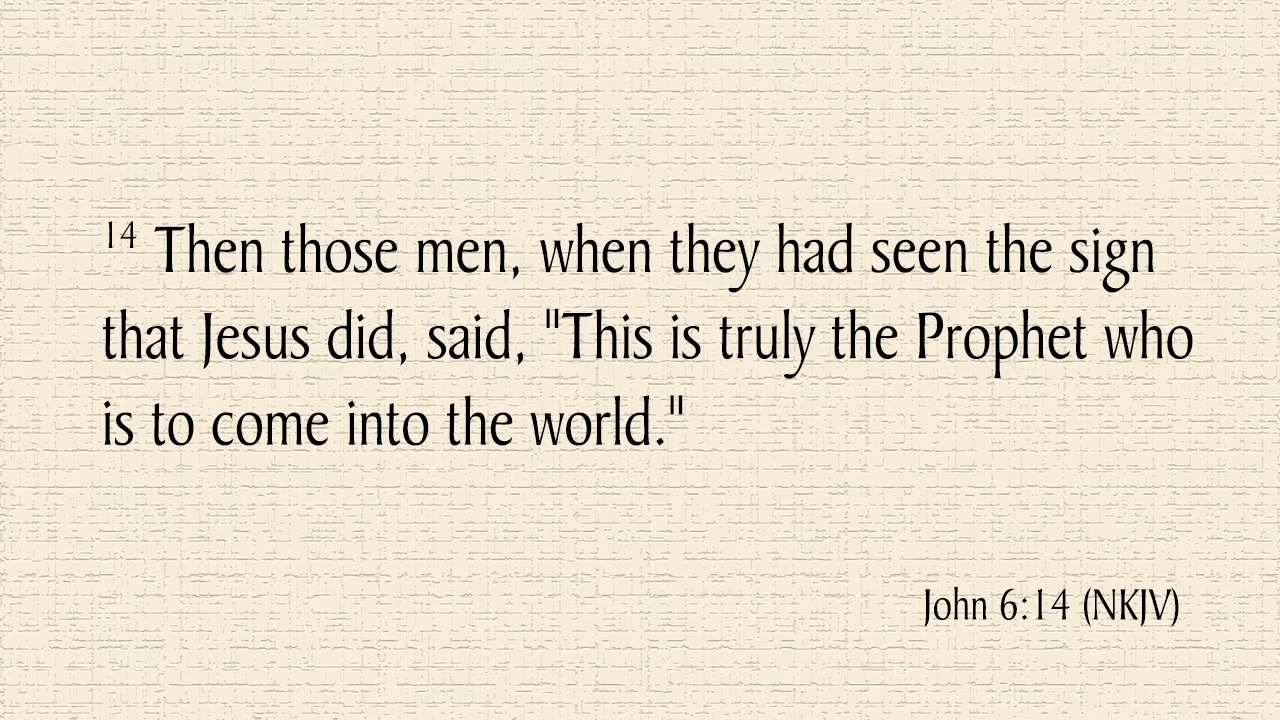 14 Then those men, when they had seen the sign
that Jesus did, said, "This is truly the Prophet who
is to come into the world."
John 6:14 (NKJV)